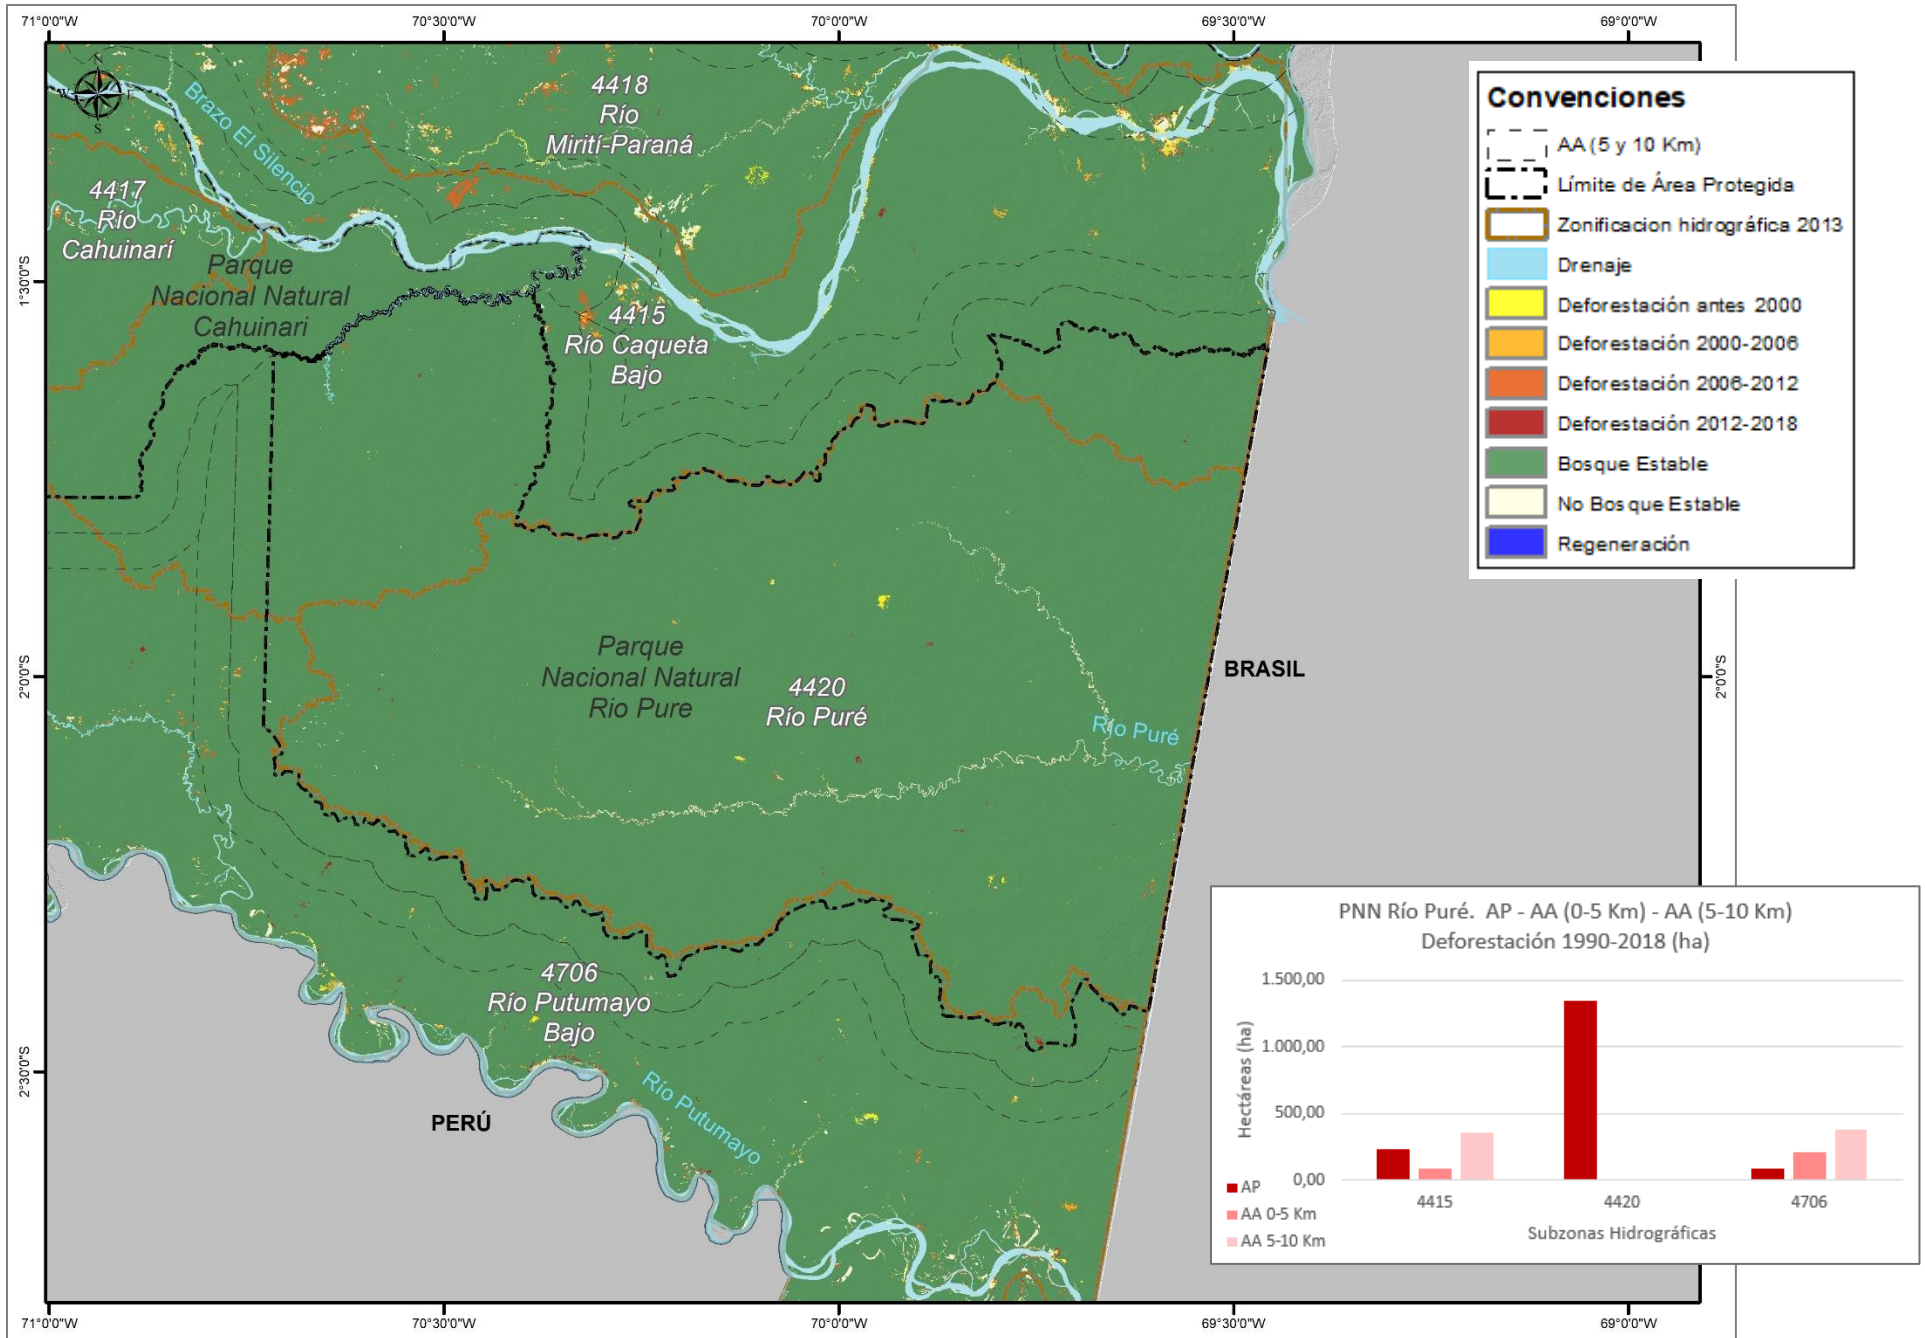 71°0'0"W
70°30'0"W
70°0'0"W
69°30'0"W
69°0'0"W
N
W
E
S
Brazo El Silencio
4418
Río
Mirití-Paraná
4417
Río
Cahuinarí
Parque
Nacional Natural
Cahuinari
4415
Río Caqueta
Bajo
1°30'0"S
Parque
Nacional Natural
Rio Pure
4420
Río Puré
Río Puré
BRASIL
2°0'0"S
2°0'0"S
4706
Río Putumayo
Bajo
Río Putumayo
PERÚ
2°30'0"S
71°0'0"W
70°30'0"W
70°0'0"W
69°30'0"W
69°0'0"W
Convenciones
AA (5 y 10 Km)
Límite de Área Protegida
Zonificacion hidrográfica 2013
Drenaje
Deforestación antes 2000
Deforestación 2000-2006
Deforestación 2006-2012
Deforestación 2012-2018
Bosque Estable
No Bosque Estable
Regeneración
PNN Río Puré. AP - AA (0-5 Km) - AA (5-10 Km)
Deforestación 1990-2018 (ha)
Hectáreas (ha)
1.500,00
1.000,00
500,00
0,00
4415
4420
4706
Subzonas Hidrográficas
AP
AA 0-5 Km
AA 5-10 Km